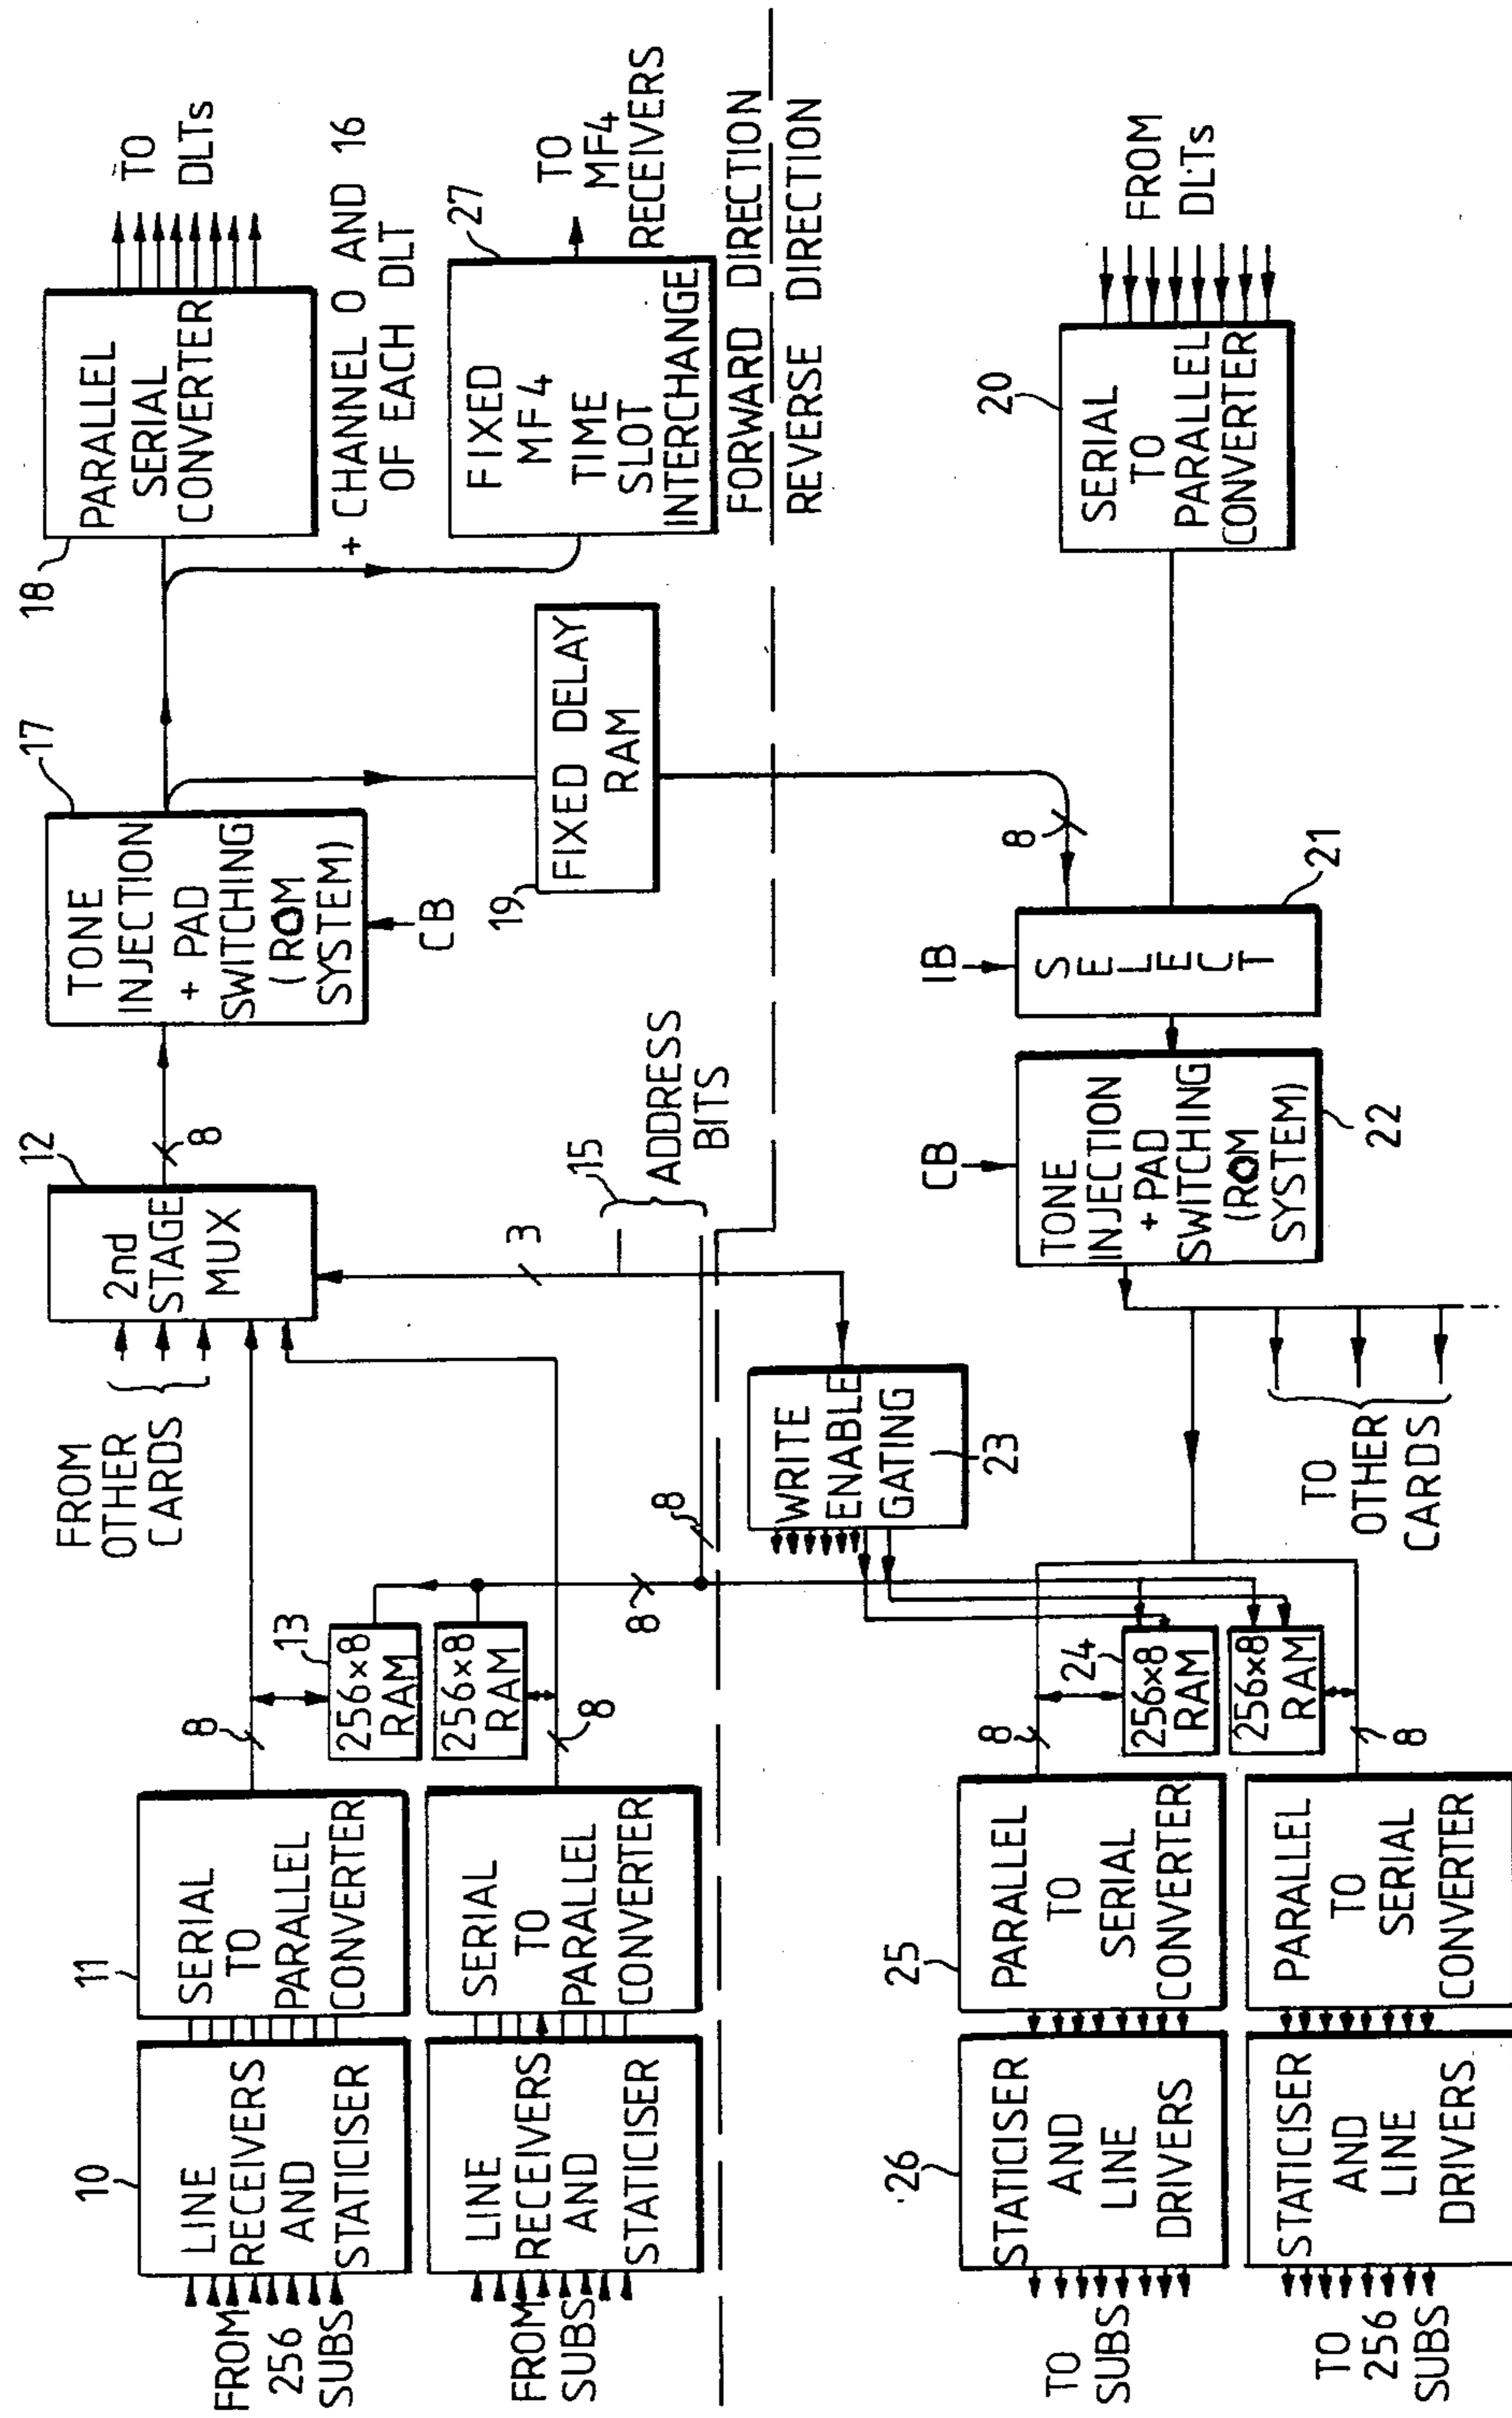 FROM
256
SUBS
10
LINE
RECEIVERS
AND
STATICISER
11
SERIAL
TO
PARALLEL
CONVERTER
8
13
256×8
RAM
FROM
OTHER
CARDS
12
2nd
STAGE
MUX
8
17
TONE
INJECTION
+ PAD
SWITCHING
(ROM
SYSTEM)
CB
18
PARALLEL
SERIAL
CONVERTER
TO
DLTs
+ CHANNEL 0 AND 16
OF EACH DLT
FROM
SUBS
LINE
RECEIVERS
AND
STATICISER
SERIAL
TO
PARALLEL
CONVERTER
8
256×8
RAM
8
8
3
15
ADDRESS
BITS
19
FIXED DELAY
RAM
27
FIXED
MF4
TIME
SLOT
INTERCHANGE
TO
MF4
RECEIVERS
FORWARD DIRECTION
REVERSE DIRECTION
WRITE
ENABLE
GATING
23
TO
SUBS
26
STATICISER
AND
LINE
DRIVERS
25
PARALLEL
TO
SERIAL
CONVERTER
8
24
256×8
RAM
CB
TONE
INJECTION
+PAD
SWITCHING
(ROM
SYSTEM)
22
IB
8
SELECT
21
20
SERIAL
TO
PARALLEL
CONVERTER
FROM
DLTs
TO
256
SUBS
STATICISER
AND
LINE
DRIVERS
PARALLEL
TO
SERIAL
CONVERTER
8
256×8
RAM
TO
OTHER
CARDS